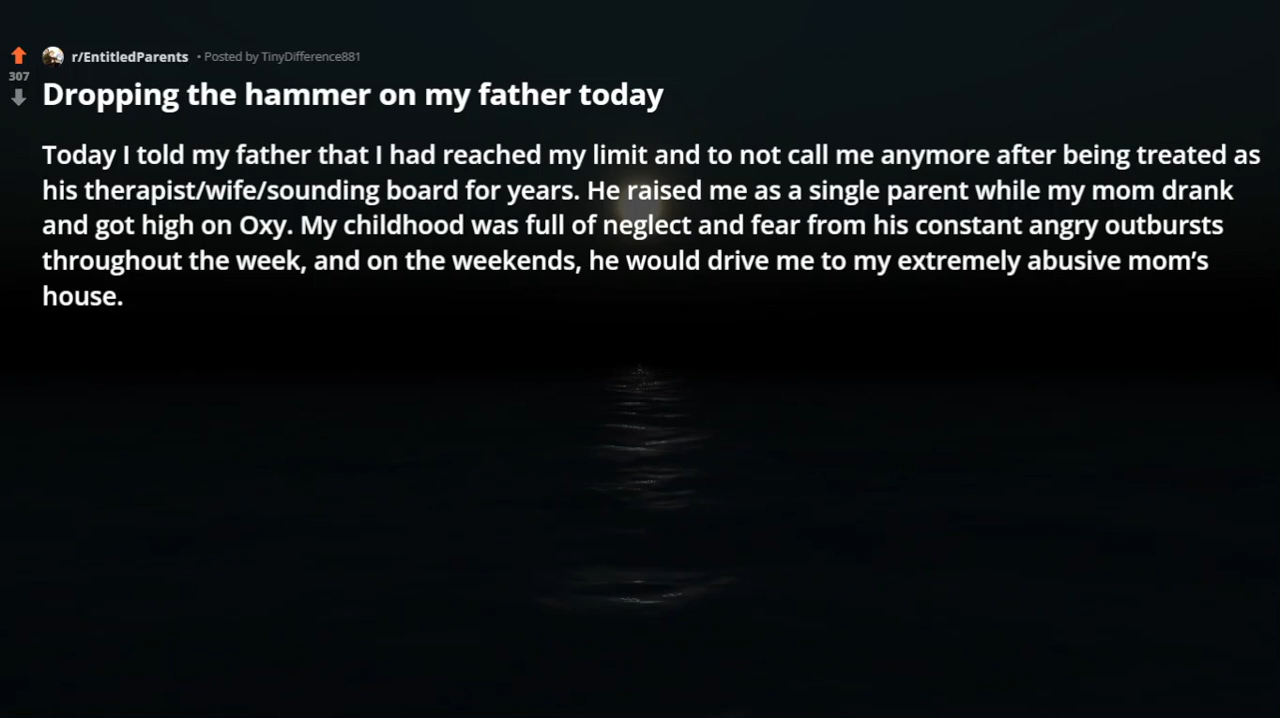 r/EntitledParents • Posted by TinyDifference881
307
Dropping the hammer on my father today
Today I told my father that I had reached my limit and to not call me anymore after being treated as
his therapist/wife/sounding board for years. He raised me as a single parent while my mom drank
and got high on Oxy. My childhood was full of neglect and fear from his constant angry outbursts
throughout the week, and on the weekends, he would drive me to my extremely abusive mom’s
house.